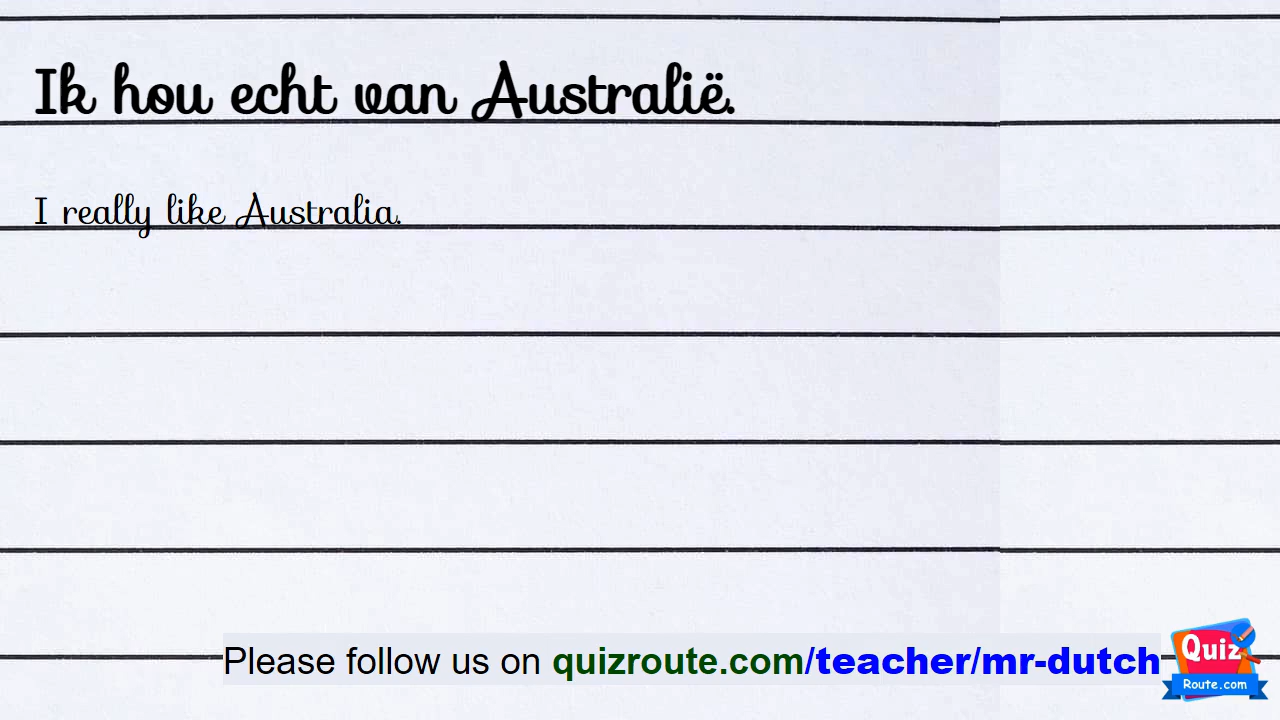 Ik hou echt van Australië.
I really like Australia.
Please follow us on quizroute.com/teacher/mr-dutch
Quiz
Route.com